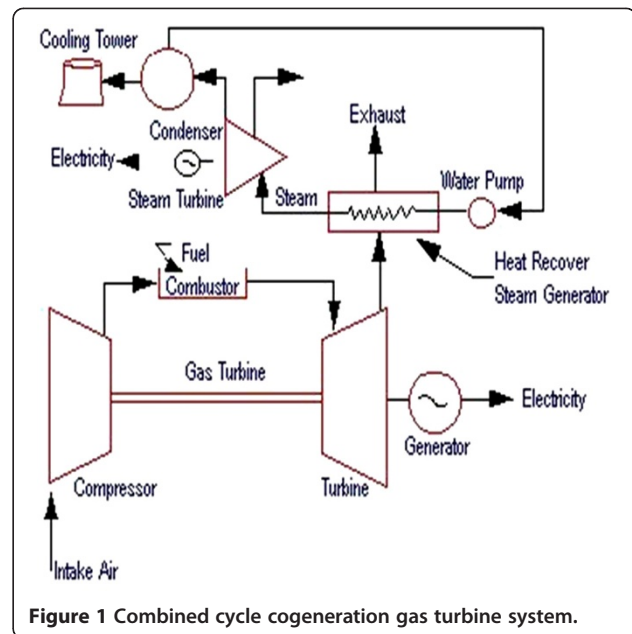 Cooling Tower
Condenser
Exhaust
Electricity
Steam Turbine
Steam
Water Pump
Fuel
Combustor
Heat Recover
Steam Generator
Gas Turbine
Electricity
Generator
Compressor
Turbine
Intake Air
Figure 1 Combined cycle cogeneration gas turbine system.